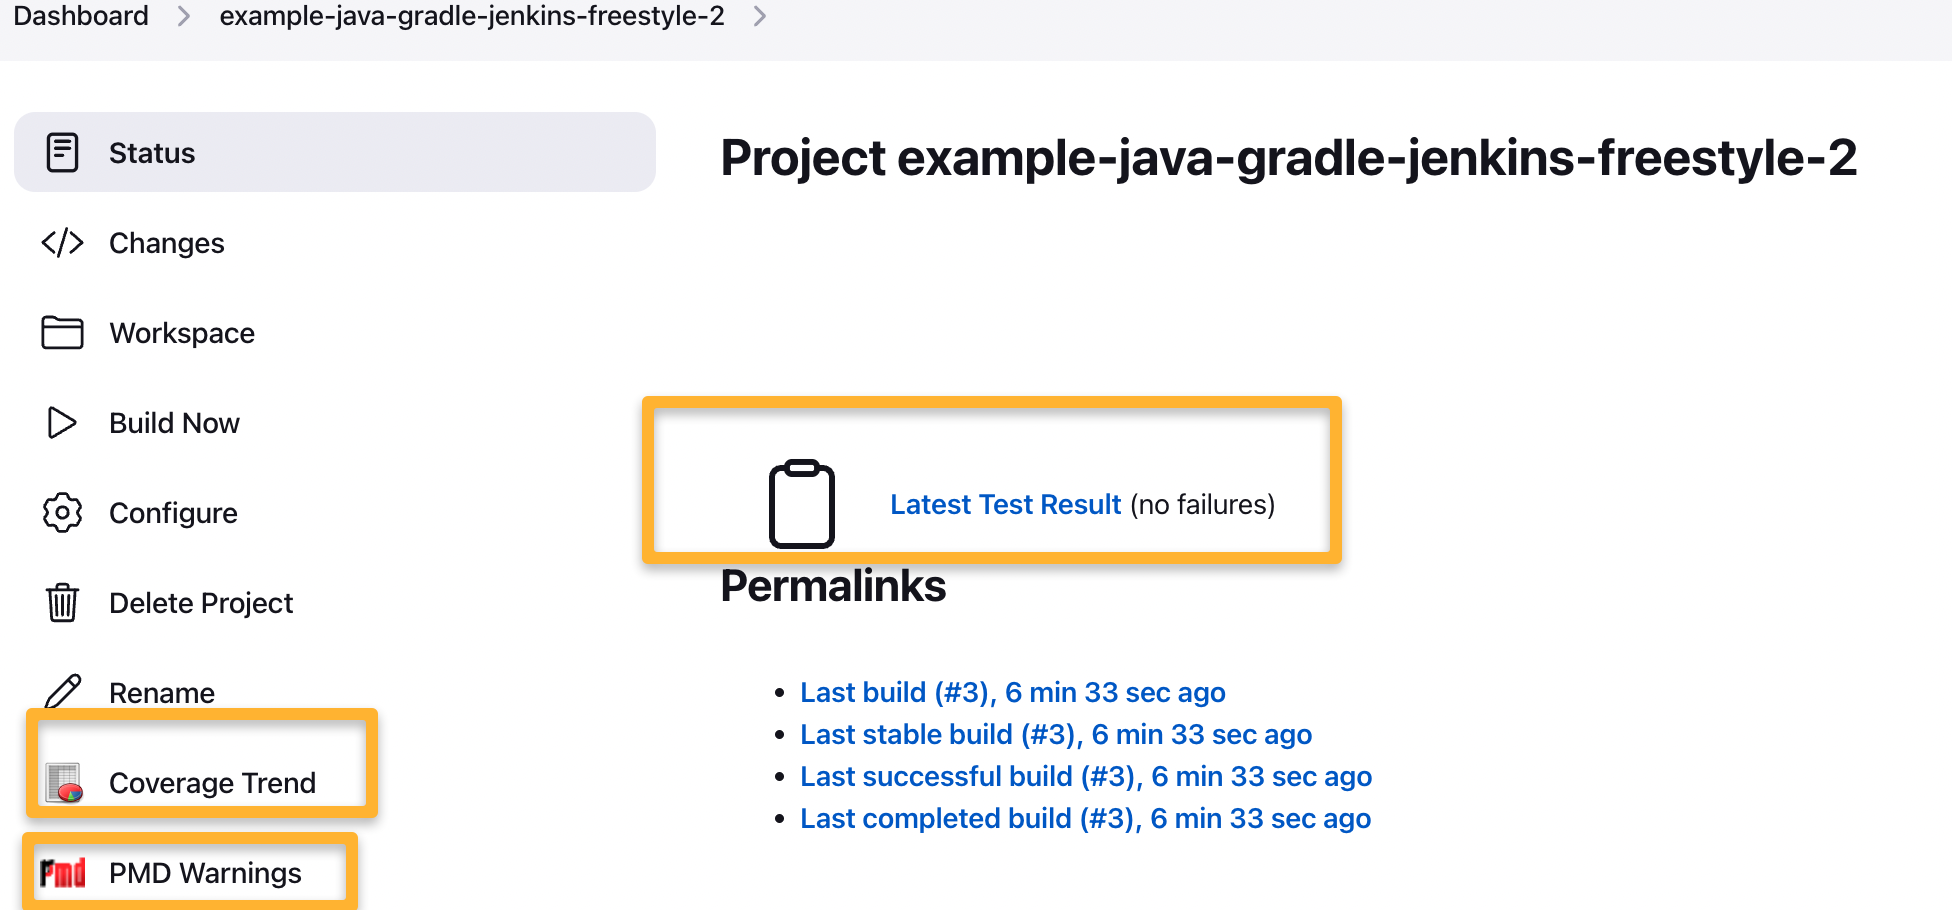 Dashboard > example-java-gradle-jenkins-freestyle-2 >
Status
Changes
Workspace
Build Now
Configure
Delete Project
Rename
Coverage Trend
pmd PMD Warnings
Project example-java-gradle-jenkins-freestyle-2
Latest Test Result (no failures)
Permalinks
• Last build (#3), 6 min 33 sec ago
• Last stable build (#3), 6 min 33 sec ago
• Last successful build (#3), 6 min 33 sec ago
• Last completed build (#3), 6 min 33 sec ago